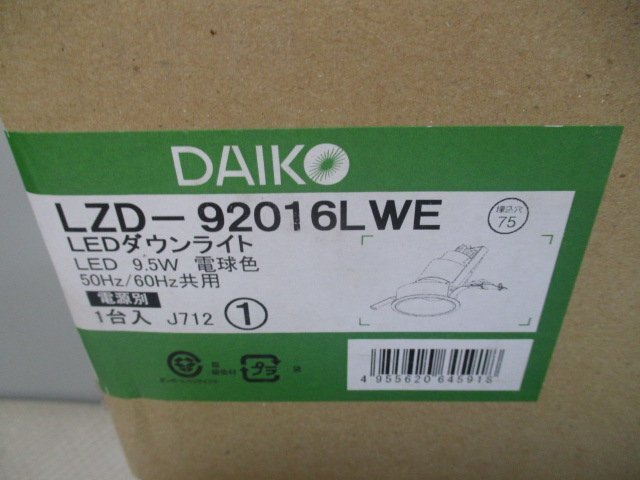 DAIKO
LZD-92016LWE
LEDダウンライト
LED 9.5W 電球色
50Hz/60Hz共用
電源別
1台入 J712 ①
埋込穴
75
プラ
4 955620 645918